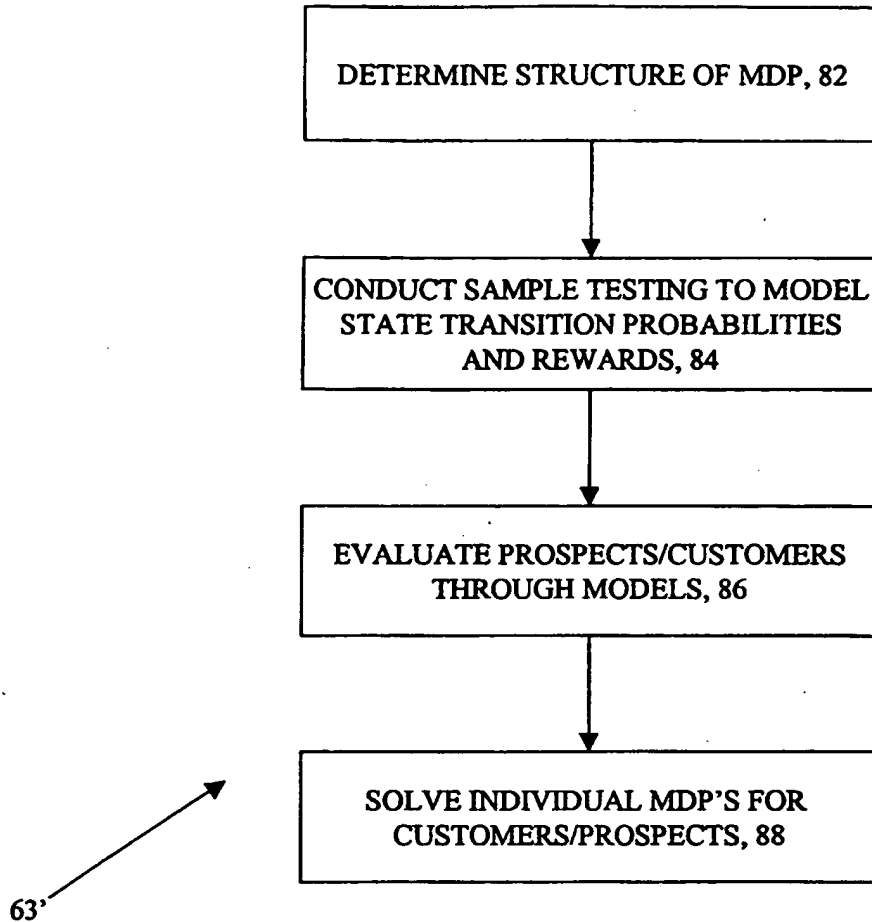 DETERMINE STRUCTURE OF MDP, 82
CONDUCT SAMPLE TESTING TO MODEL
STATE TRANSITION PROBABILITIES
AND REWARDS, 84
EVALUATE PROSPECTS/CUSTOMERS
THROUGH MODELS, 86
SOLVE INDIVIDUAL MDP'S FOR
CUSTOMERS/PROSPECTS, 88
63'